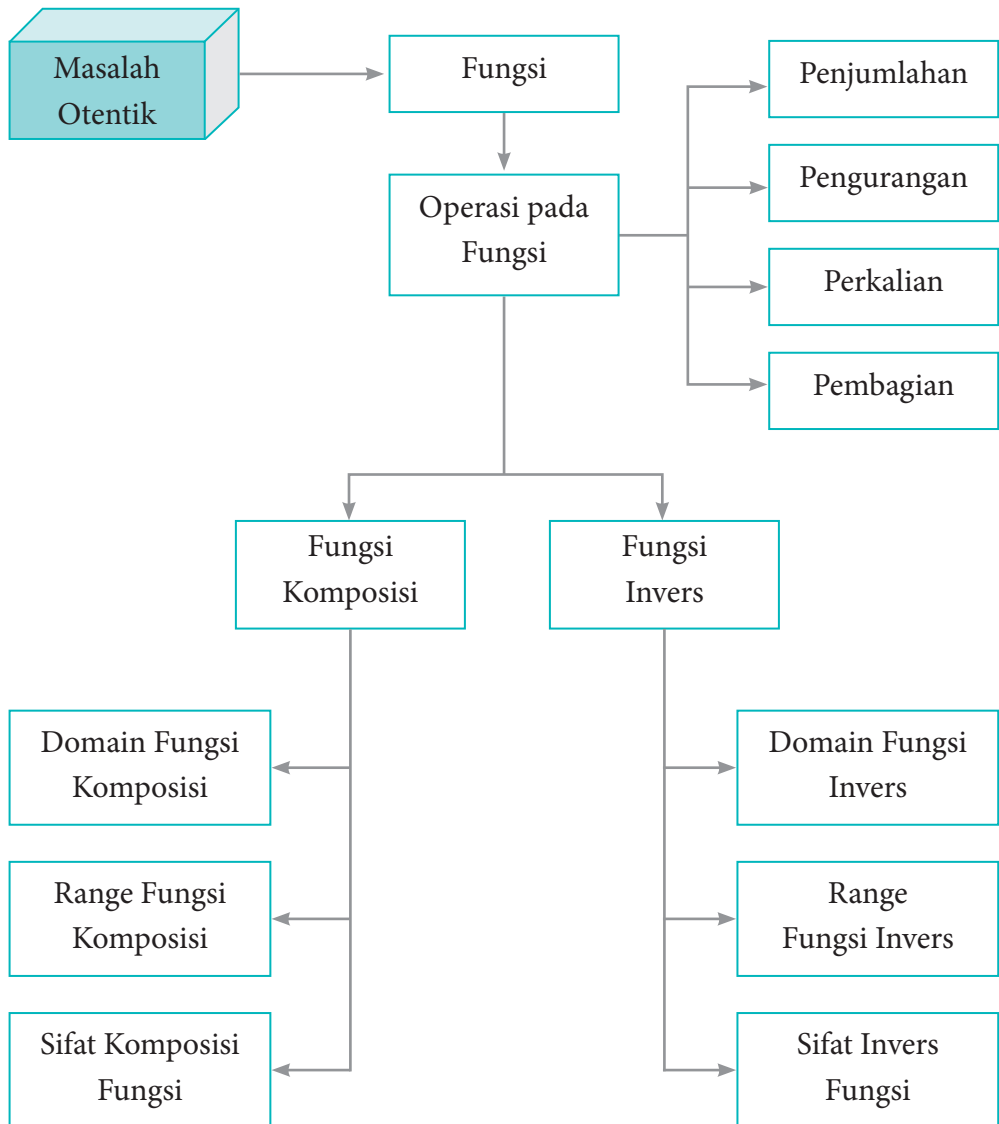 Masalah
Otentik
Fungsi
Operasi pada
Fungsi
Penjumlahan
Pengurangan
Perkalian
Pembagian
Fungsi
Komposisi
Fungsi
Invers
Domain Fungsi
Komposisi
Range Fungsi
Komposisi
Sifat Komposisi
Fungsi
Domain Fungsi
Invers
Range
Fungsi Invers
Sifat Invers
Fungsi